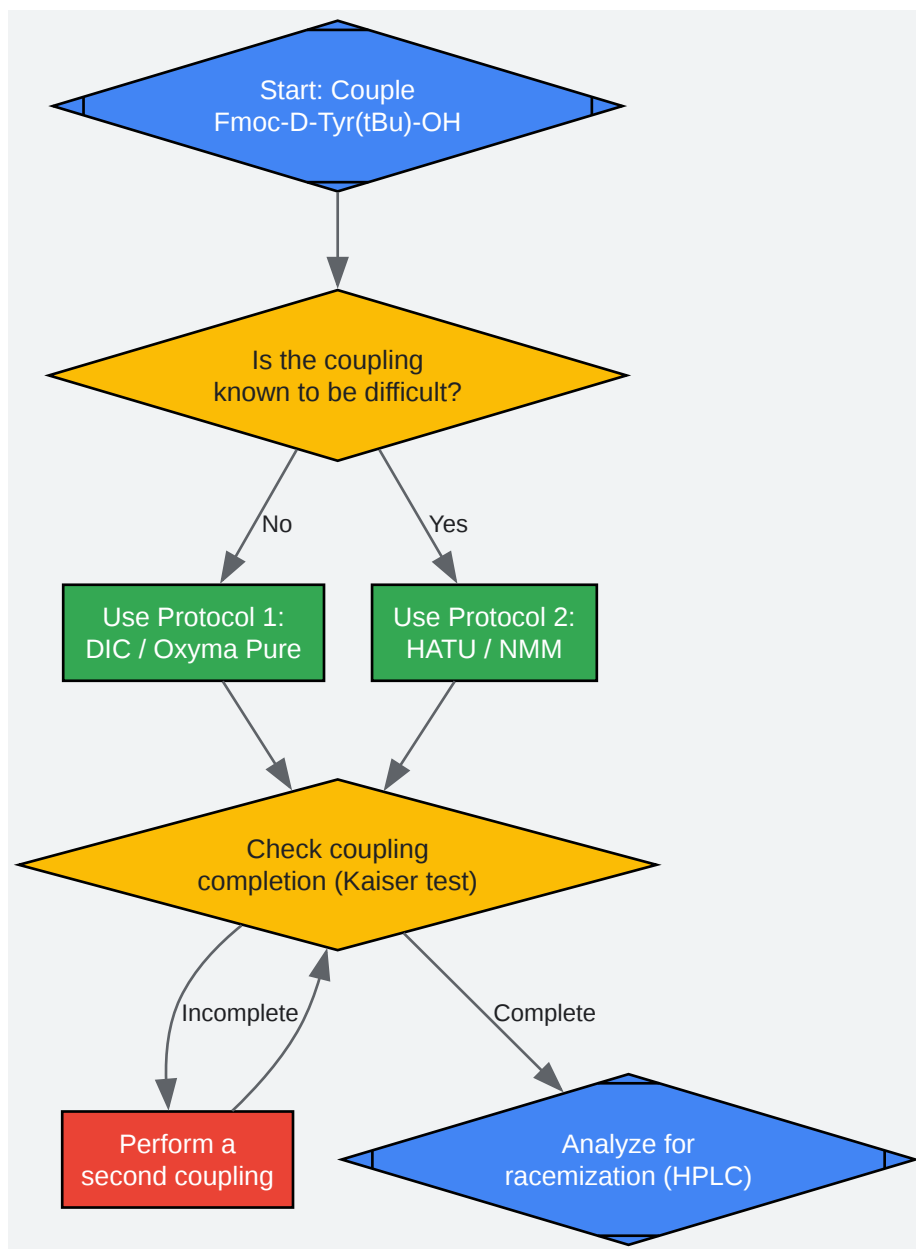 Start: Couple
Fmoc-D-Tyr(tBu)-OH
Is the coupling
known to be difficult?
No
Yes
Use Protocol 1:
DIC / Oxyma Pure
Use Protocol 2:
HATU / NMM
Check coupling
completion (Kaiser test)
Incomplete
Complete
Perform a
second coupling
Analyze for
racemization (HPLC)